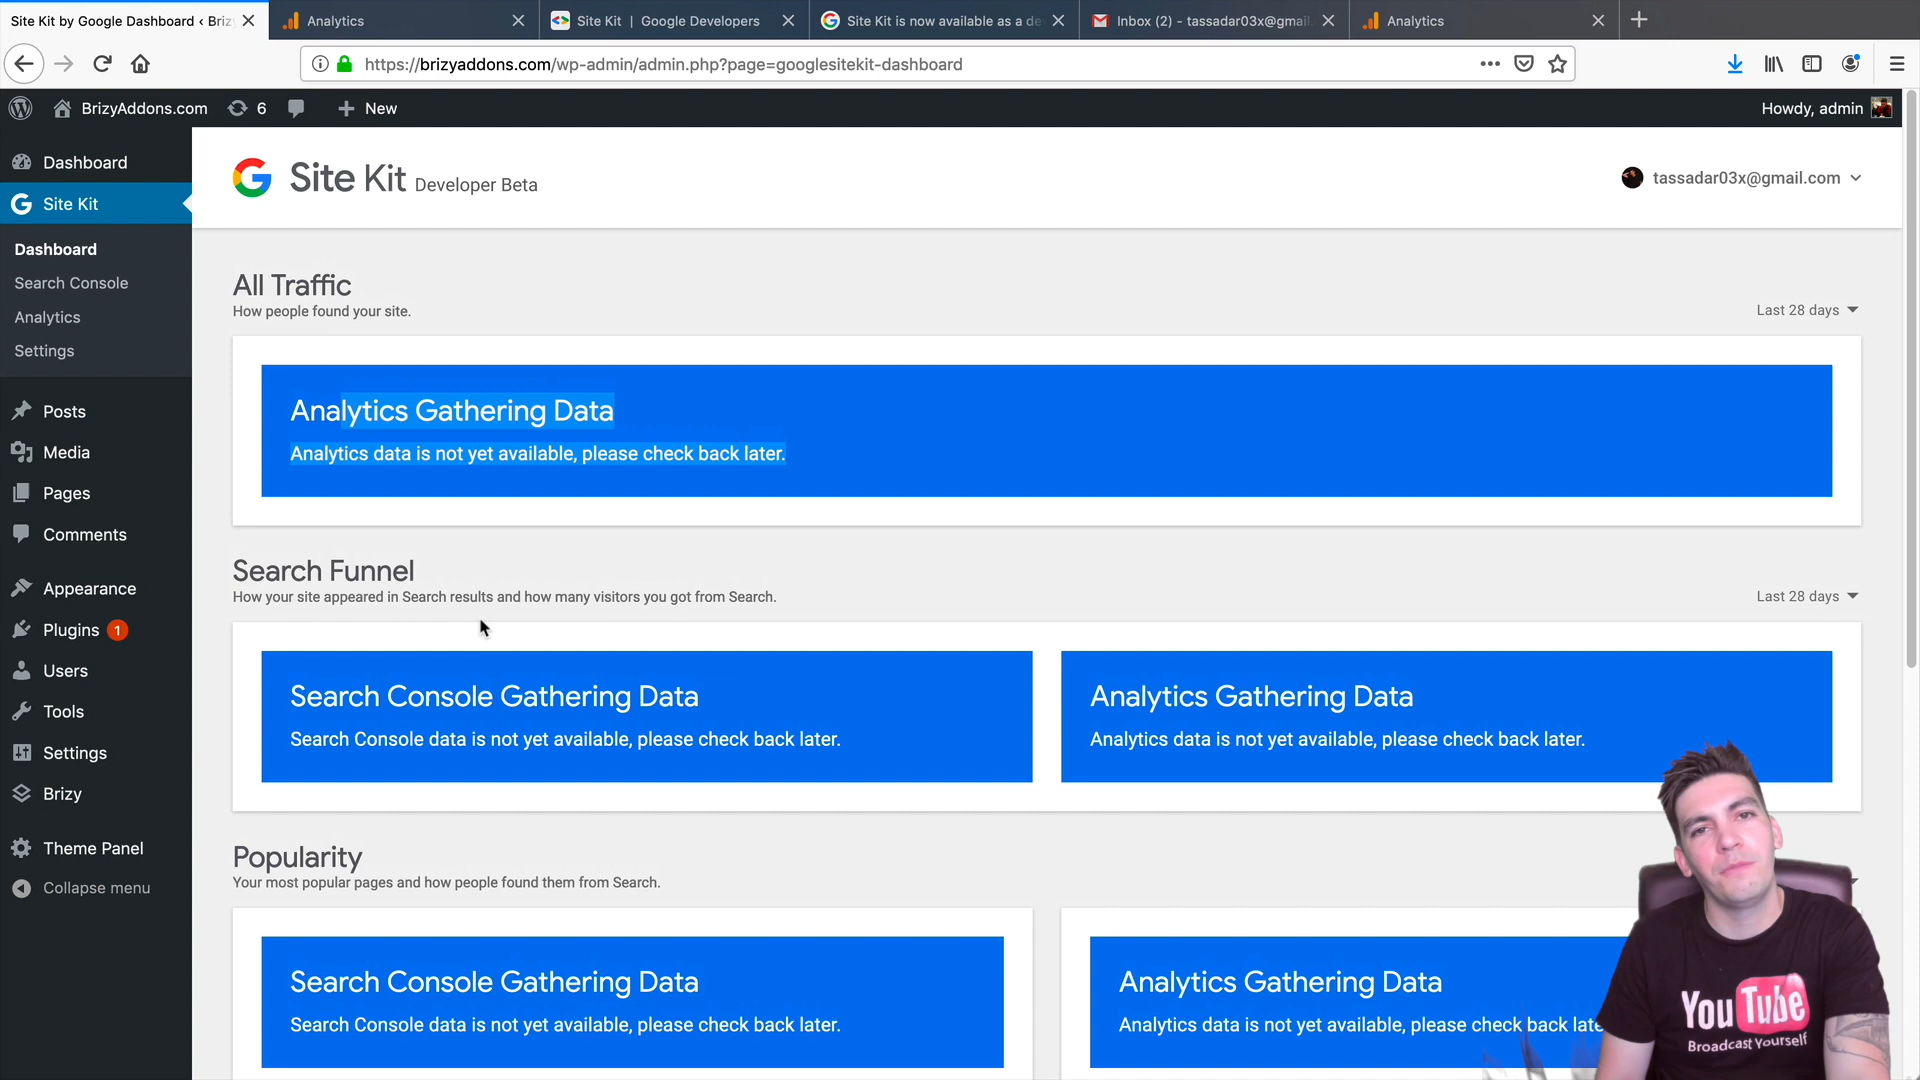 Site Kit by Google Dashboard ‹ Briz
Analytics
Site Kit | Google Developers
Site Kit is now available as a de
Inbox (2) - tassadar03x@gmail.
Analytics
https://brizyaddons.com/wp-admin/admin.php?page=googlesitekit-dashboard
BrizyAddons.com
6
New
Howdy, admin
Dashboard
Site Kit
Dashboard
Search Console
Analytics
Settings
Posts
Media
Pages
Comments
Appearance
Plugins 1
Users
Tools
Settings
Brizy
Theme Panel
Collapse menu
Site Kit Developer Beta
tassadar03x@gmail.com
All Traffic
How people found your site.
Last 28 days
Analytics Gathering Data
Analytics data is not yet available, please check back later.
Search Funnel
How your site appeared in Search results and how many visitors you got from Search.
Last 28 days
Search Console Gathering Data
Search Console data is not yet available, please check back later.
Analytics Gathering Data
Analytics data is not yet available, please check back later.
Popularity
Your most popular pages and how people found them from Search.
Search Console Gathering Data
Search Console data is not yet available, please check back later.
Analytics Gathering Data
Analytics data is not yet available, please check back late
YouTube
Broadcast Yourself